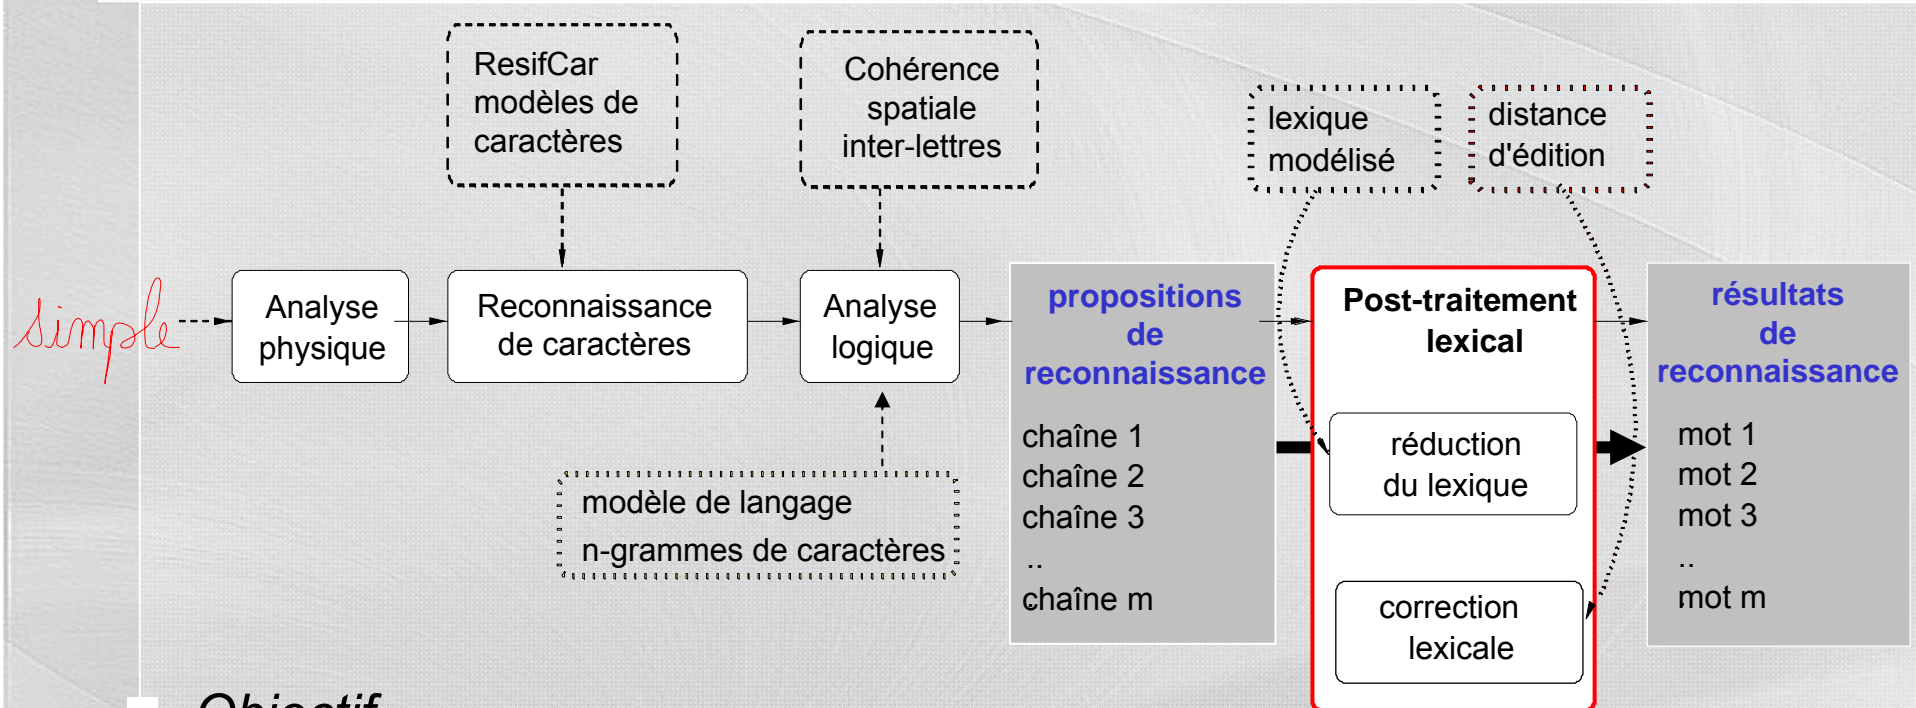 ResifCar
modèles de
caractères
Cohérence
spatiale
inter-lettres
lexique
modélisé
distance
d'édition
simple
Analyse
physique
Reconnaissance
de caractères
Analyse
logique
propositions
de
reconnaissance
chaîne 1
chaîne 2
chaîne 3
..
chaîne m
Post-traitement
lexical
réduction
du lexique
correction
lexicale
résultats
de
reconnaissance
mot 1
mot 2
mot 3
..
mot m
modèle de langage
n-grammes de caractères
Objectif